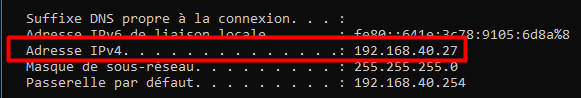 Suffixe DNS propre à la connexion. . . :
Adresse IPv6 de liaison locale. . . . .: fe80::641e:3c78:9105:6d8a%8
Adresse IPv4. . . . . . . . . . . . . .: 192.168.40.27
Masque de sous-réseau. . . . . . . . . : 255.255.255.0
Passerelle par défaut. . . . . . . . . : 192.168.40.254